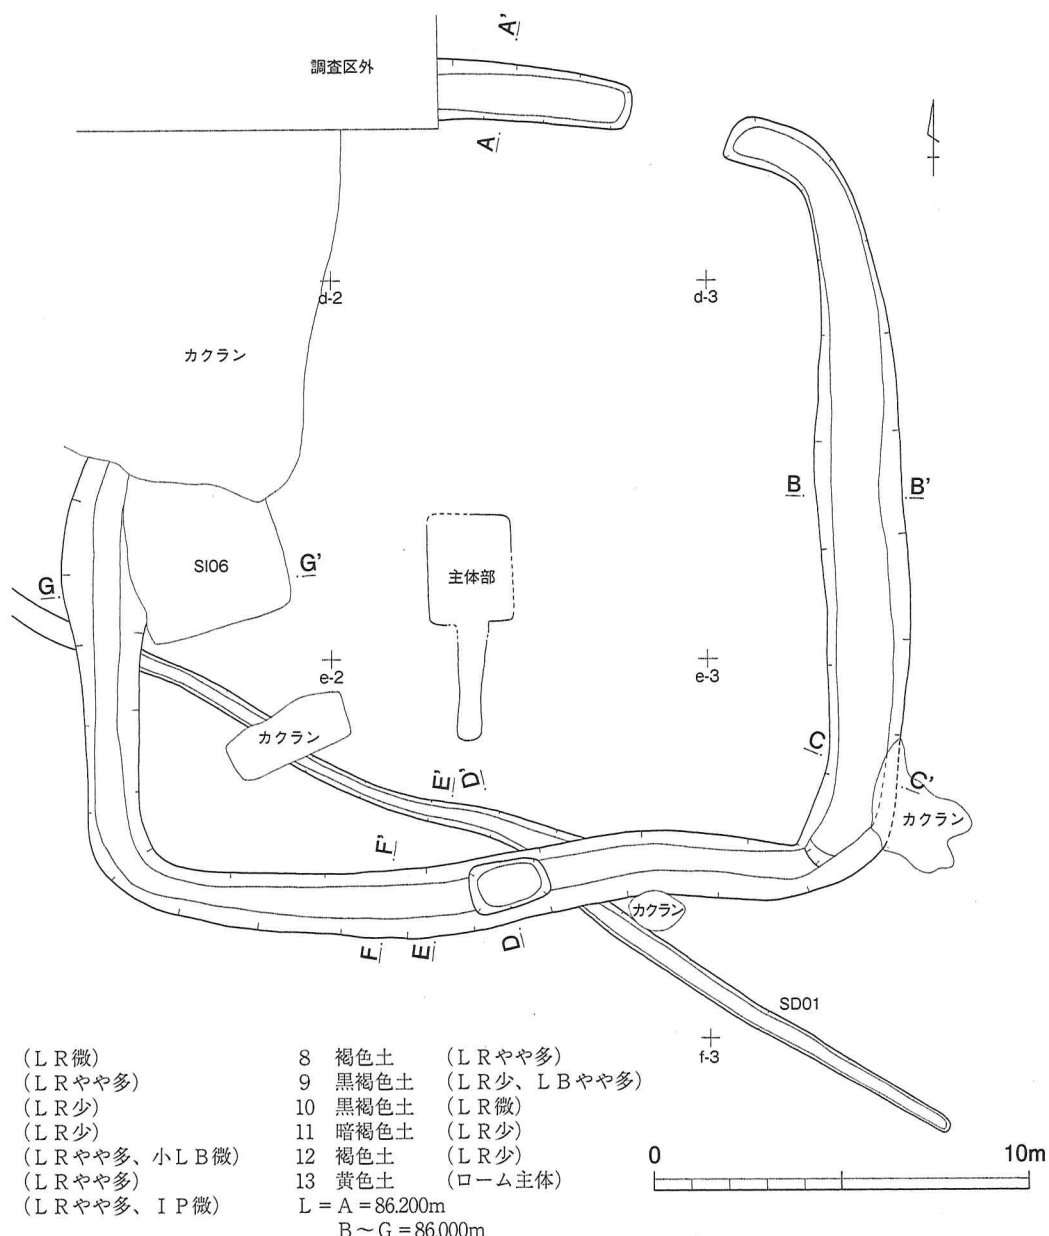 A'
調査区外
A
d-2
d-3
カクラン
B
B'
SI06
G'
G
主体部
e-2
e-3
カクラン
C
C'
E'
D'
カクラン
F'
カクラン
F
E
D
SD01
f-3
(ＬＲ微)
(ＬＲやや多)
(ＬＲ少)
(ＬＲ少)
(ＬＲやや多、小ＬＢ微)
(ＬＲやや多)
(ＬＲやや多、ＩＰ微)
8 褐色土 (ＬＲやや多)
9 黒褐色土 (ＬＲ少、ＬＢやや多)
10 黒褐色土 (ＬＲ微)
11 暗褐色土 (ＬＲ少)
12 褐色土 (ＬＲ少)
13 黄色土 (ローム主体)
Ｌ＝Ａ＝86.200m
Ｂ～Ｇ＝86.000m
0 10m